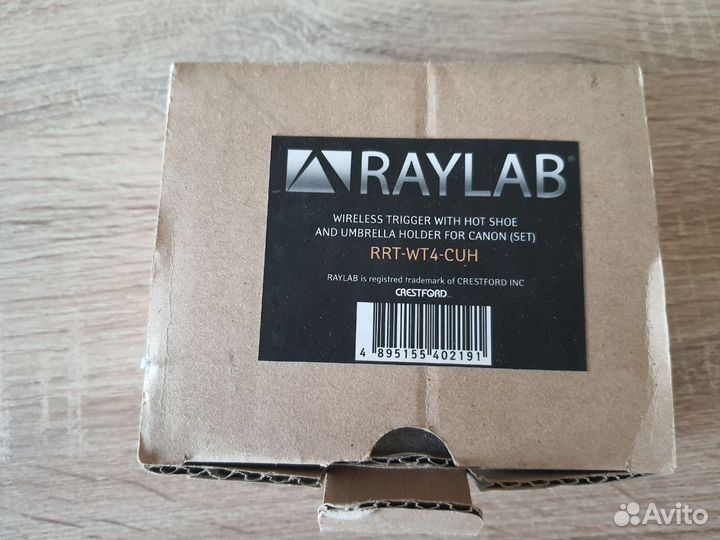 RAYLAB®
WIRELESS TRIGGER WITH HOT SHOE
AND UMBRELLA HOLDER FOR CANON (SET)
RRT-WT4-CUH
RAYLAB is registred trademark of CRESTFORD INC
CRESTFORD
4 895155 402191
Avito